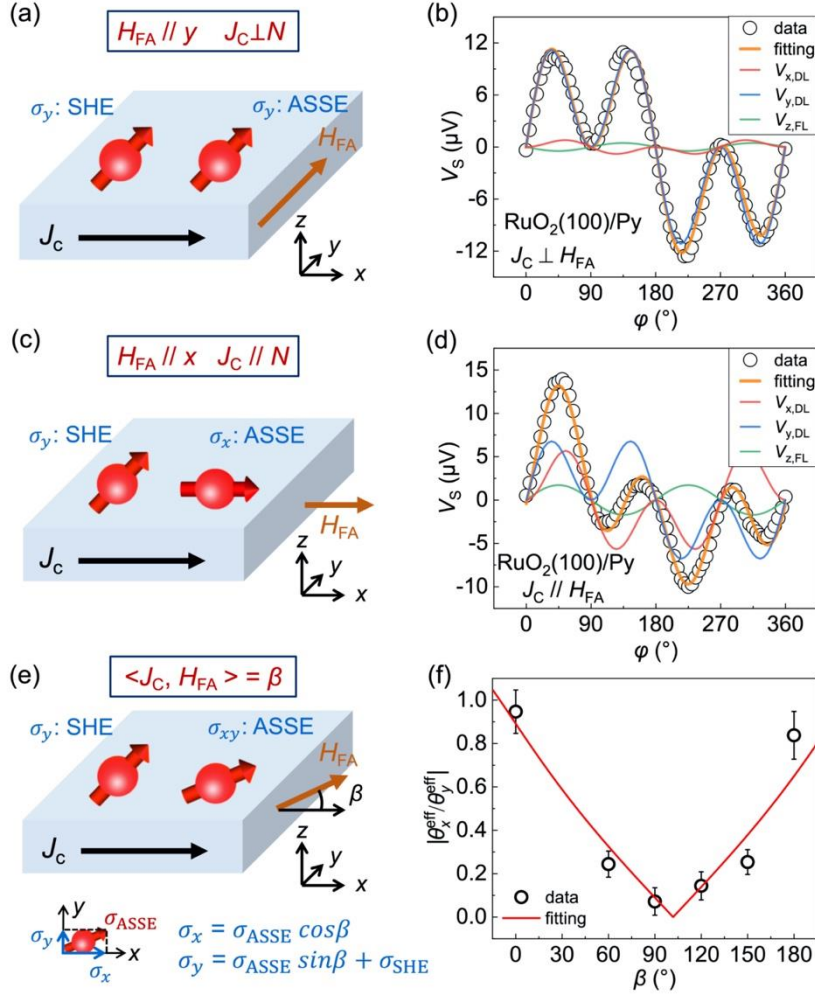 (a)
H_FA // y J_C⊥N
σ_y: SHE
σ_y: ASSE
H_FA
J_c
z
y
x
(b)
12
6
0
-6
-12
V_S (μV)
data
fitting
V_x,DL
V_y,DL
V_z,FL
RuO₂(100)/Py
J_C ⊥ H_FA
0 90 180 270 360
φ (°)
(c)
H_FA // x J_C // N
σ_y: SHE
σ_x: ASSE
H_FA
J_c
z
y
x
(d)
15
10
5
0
-5
-10
V_S (μV)
data
fitting
V_x,DL
V_y,DL
V_z,FL
RuO₂(100)/Py
J_C // H_FA
0 90 180 270 360
φ (°)
(e)
<J_C, H_FA > = β
σ_y: SHE
σ_xy: ASSE
H_FA
β
J_c
z
y
x
y
σ_ASSE
σ_y
x
σ_x
σ_x = σ_ASSE cosβ
σ_y = σ_ASSE sinβ + σ_SHE
(f)
1.0
0.8
0.6
0.4
0.2
0.0
|θ_x^eff/θ_y^eff|
data
fitting
0 30 60 90 120 150 180
β (°)